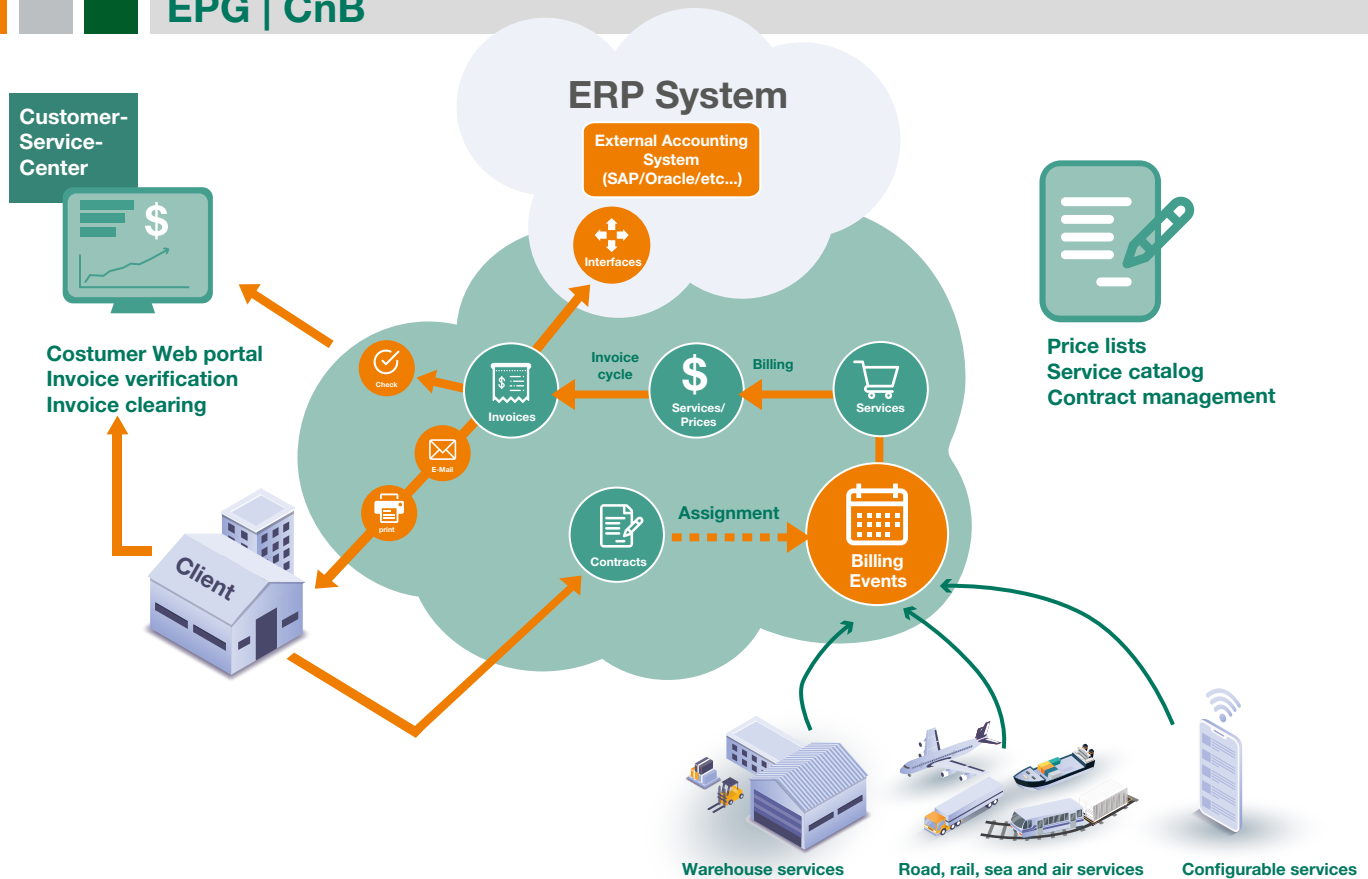 EPG | CnB
ERP System
External Accounting
System
(SAP/Oracle/etc...)
Interfaces
Customer-
Service-
Center
$
Costumer Web portal
Invoice verification
Invoice clearing
Check
$
Invoices
Invoice
cycle
$
Services/
Prices
Billing
Services
Price lists
Service catalog
Contract management
E-Mail
print
Contracts
Assignment
Billing
Events
Client
Warehouse services
Road, rail, sea and air services
Configurable services